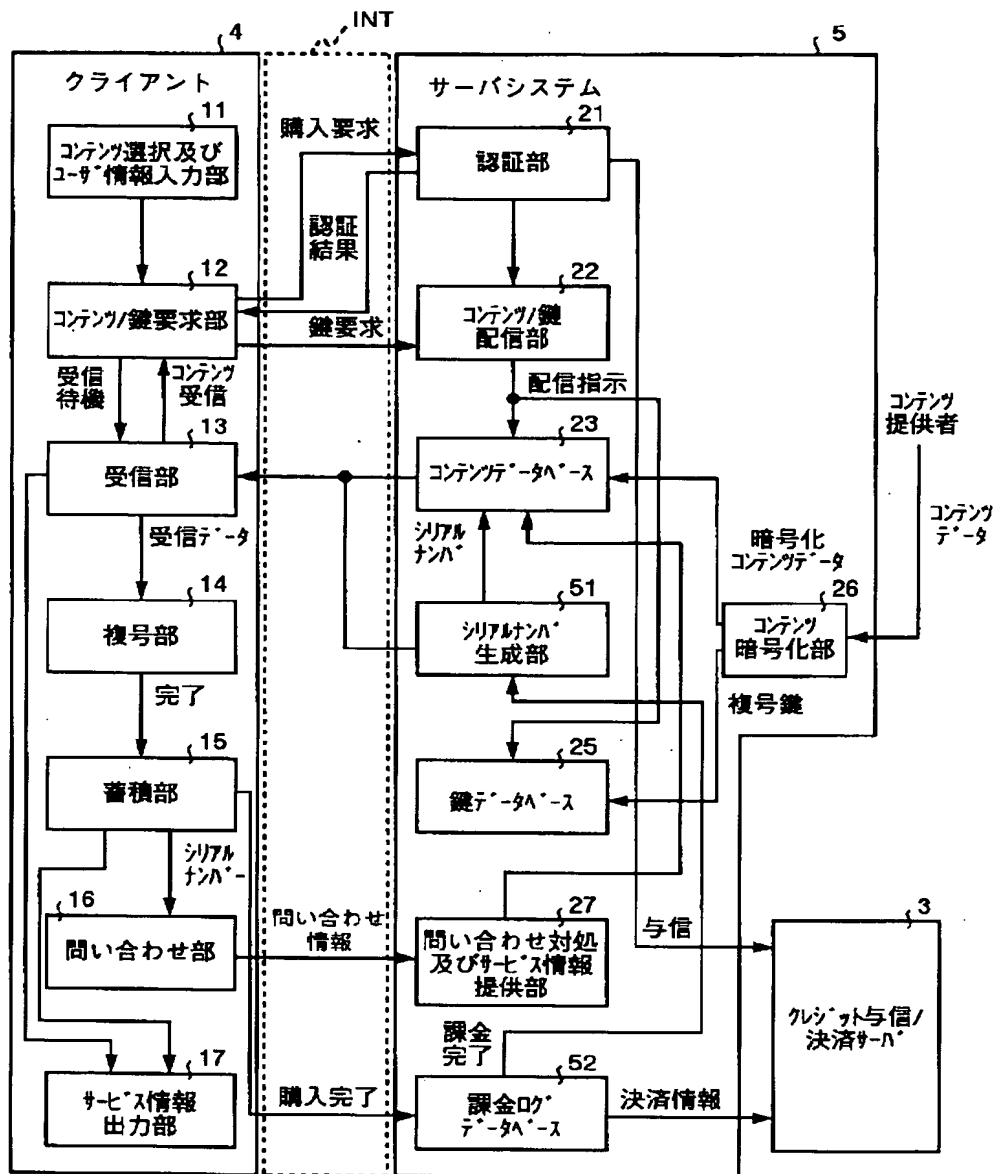 INT
4
5
クライアント
サーバシステム
11
コンテンツ選択及び
ユーザ情報入力部
購入要求
21
認証部
認証
結果
12
コンテンツ/鍵要求部
鍵要求
22
コンテンツ/鍵
配信部
受信
待機
コンテンツ
受信
配信指示
13
受信部
23
コンテンツデータベース
コンテンツ
提供者
受信データ
シリアル
ナンバ
暗号化
コンテンツデータ
コンテンツ
データ
14
複号部
51
シリアルナンバ
生成部
26
コンテンツ
暗号化部
完了
複号鍵
15
蓄積部
25
鍵データベース
シリアル
ナンバー
16
問い合わせ部
問い合わせ
情報
27
問い合わせ対処
及びサービス情報
提供部
与信
3
クレジット与信/
決済サーバ
課金
完了
17
サービス情報
出力部
購入完了
52
課金ログ
データベース
決済情報